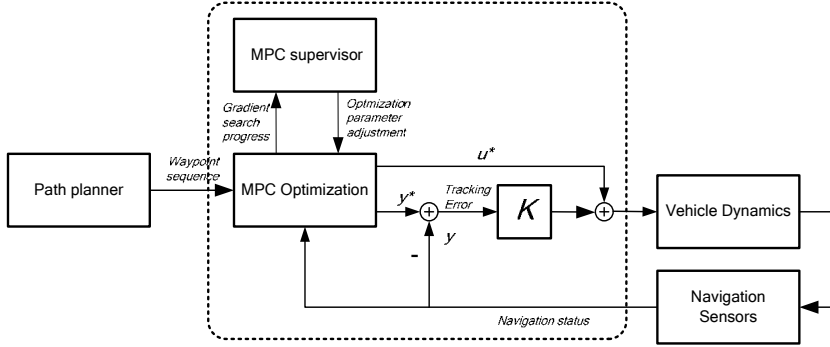 MPC supervisor
Gradient
search
progress
Optmization
parameter
adjustment
Waypoint
sequence
Path planner
MPC Optimization
u*
y*
Tracking
Error
K
y
-
Vehicle Dynamics
Navigation
Sensors
Navigation status